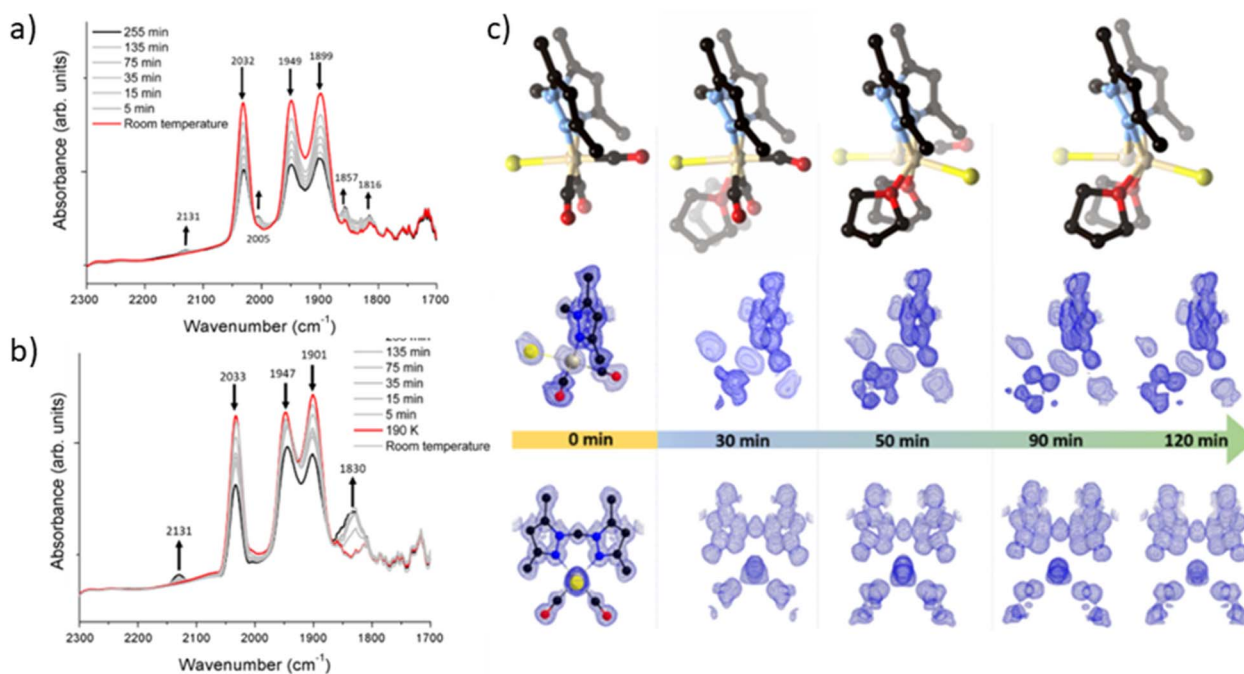 a)
255 min
135 min
75 min
35 min
15 min
5 min
Room temperature
2032
1949
1899
2131
2005
1857
1816
Absorbance (arb. units)
2300 2200 2100 2000 1900 1800 1700
Wavenumber (cm-1)
b)
135 min
75 min
35 min
15 min
5 min
190 K
Room temperature
2033
1947
1901
1830
2131
Absorbance (arb. units)
2300 2200 2100 2000 1900 1800 1700
Wavenumber (cm-1)
c)
0 min 30 min 50 min 90 min 120 min